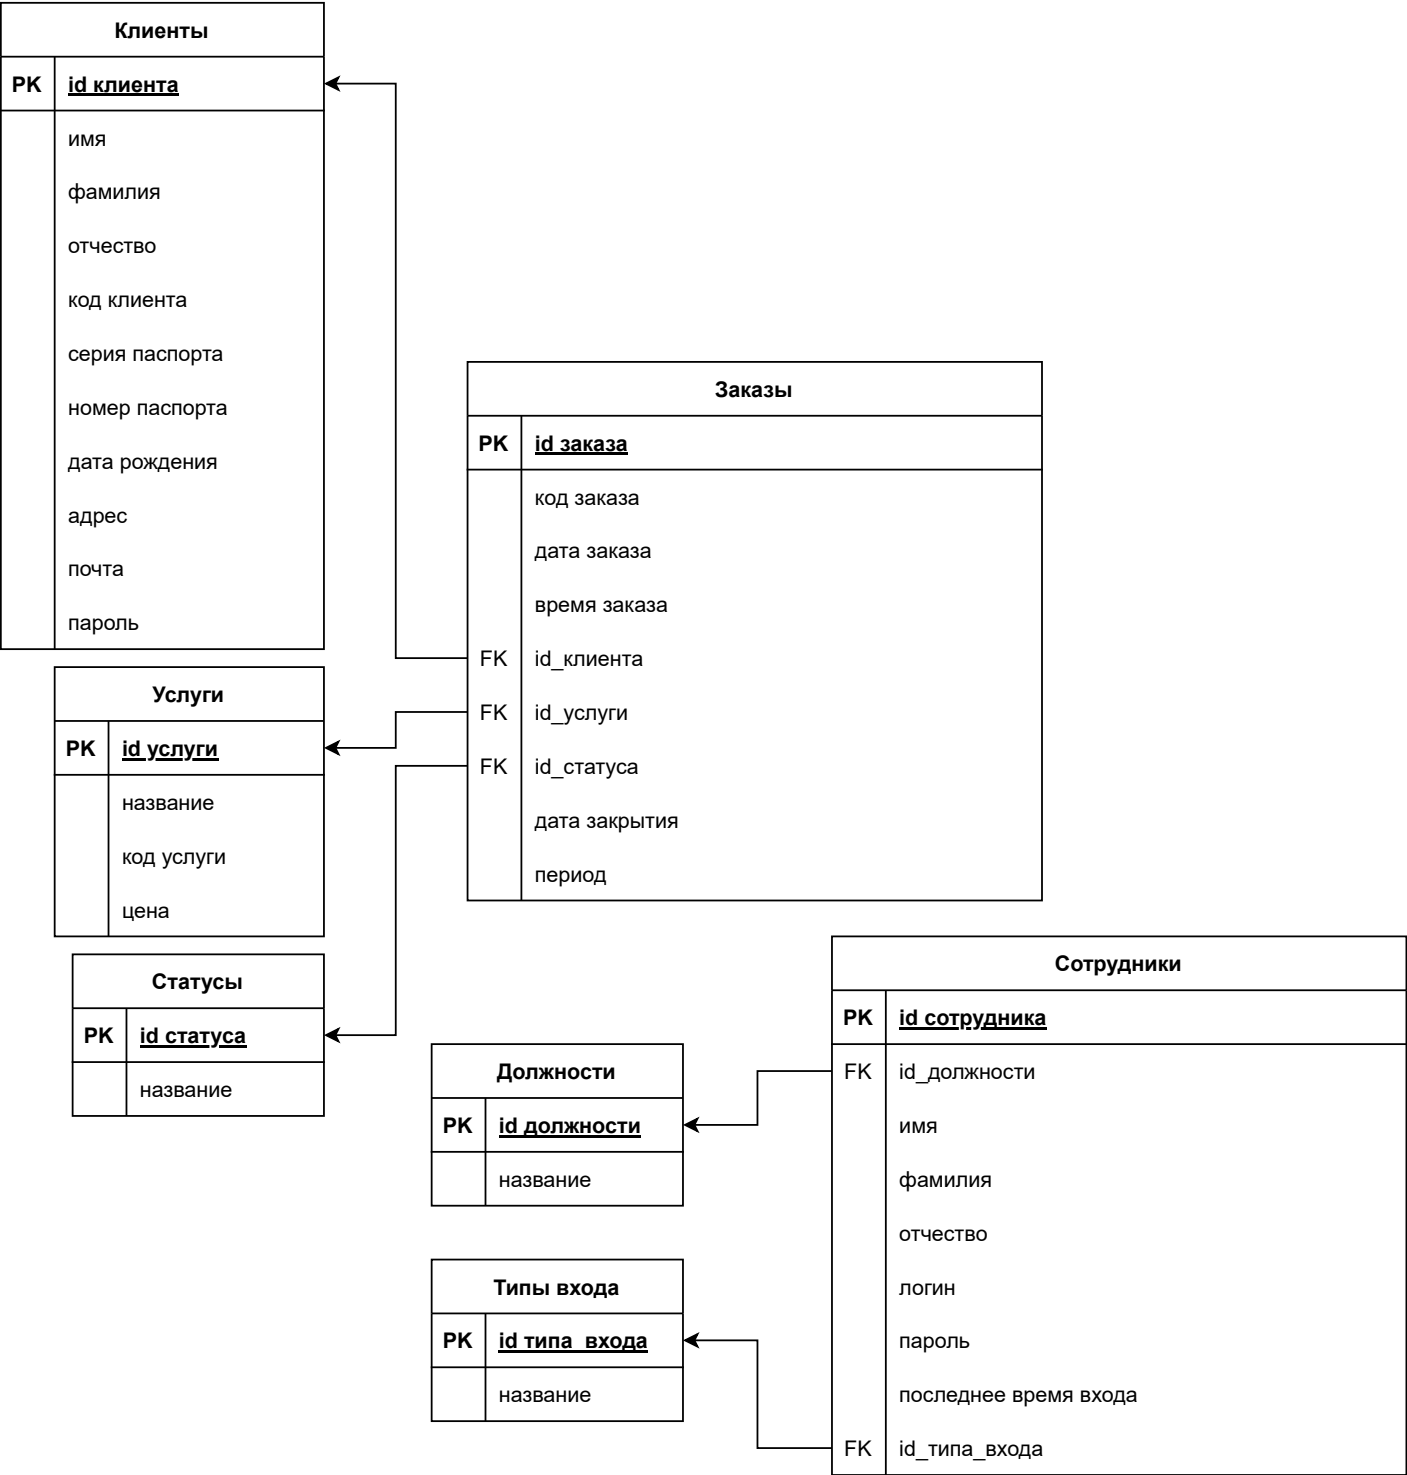 Клиенты
PK id клиента
имя
фамилия
отчество
код клиента
серия паспорта
номер паспорта
дата рождения
адрес
почта
пароль
Услуги
PK id услуги
название
код услуги
цена
Статусы
PK id статуса
название
Заказы
PK id заказа
код заказа
дата заказа
время заказа
FK id_клиента
FK id_услуги
FK id_статуса
дата закрытия
период
Должности
PK id должности
название
Типы входа
PK id типа_входа
название
Сотрудники
PK id сотрудника
FK id_должности
имя
фамилия
отчество
логин
пароль
последнее время входа
FK id_типа_входа